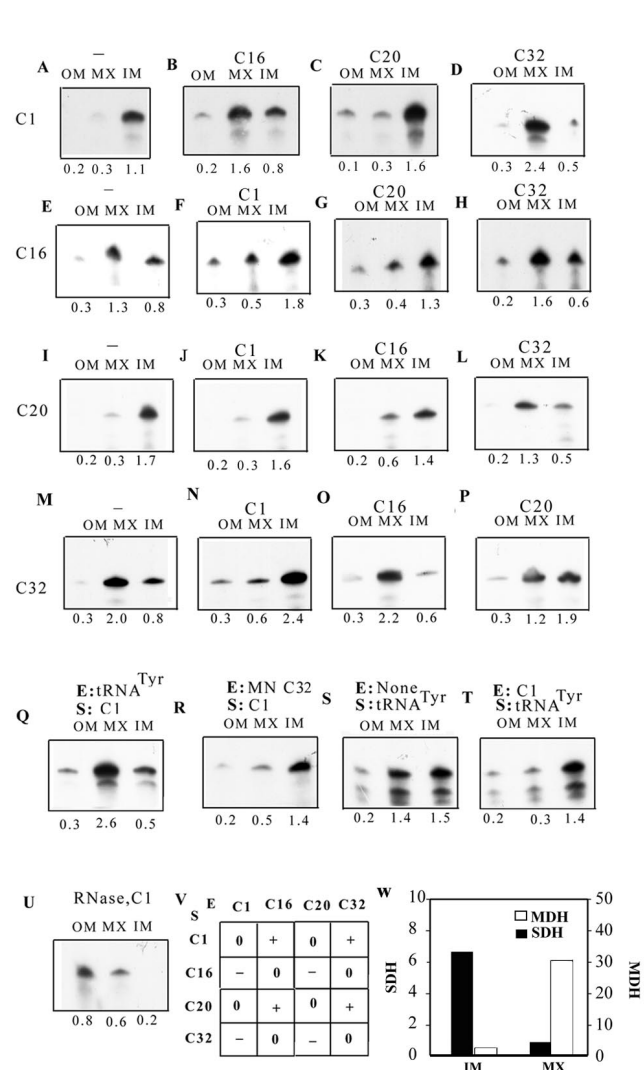 –
C16
C20
C32
A
OM MX IM
B
OM MX IM
C
OM MX IM
D
OM MX IM
C1
0.2 0.3 1.1
0.2 1.6 0.8
0.1 0.3 1.6
0.3 2.4 0.5
–
C1
C20
C32
E
OM MX IM
F
OM MX IM
G
OM MX IM
H
OM MX IM
C16
0.3 1.3 0.8
0.3 0.5 1.8
0.3 0.4 1.3
0.2 1.6 0.6
–
C1
C16
C32
I
OM MX IM
J
OM MX IM
K
OM MX IM
L
OM MX IM
C20
0.2 0.3 1.7
0.2 0.3 1.6
0.2 0.6 1.4
0.2 1.3 0.5
–
C1
C16
C20
M
OM MX IM
N
OM MX IM
O
OM MX IM
P
OM MX IM
C32
0.3 2.0 0.8
0.3 0.6 2.4
0.3 2.2 0.6
0.3 1.2 1.9
Q
E:tRNA Tyr
S: C1
OM MX IM
0.3 2.6 0.5
R
E:MN C32
S: C1
OM MX IM
0.2 0.5 1.4
S
E:None
S:tRNA Tyr
OM MX IM
0.2 1.4 1.5
T
E: C1
S:tRNA Tyr
OM MX IM
0.2 0.3 1.4
U
RNase,C1
OM MX IM
0.8 0.6 0.2
V
E C1 C16 C20 C32
S
C1 0 + 0 +
C16 – 0 – 0
C20 0 + 0 +
C32 – 0 – 0
W
10
8
6
4
2
0
SDH
MDH
SDH
50
40
30
20
10
0
MDH
IM MX